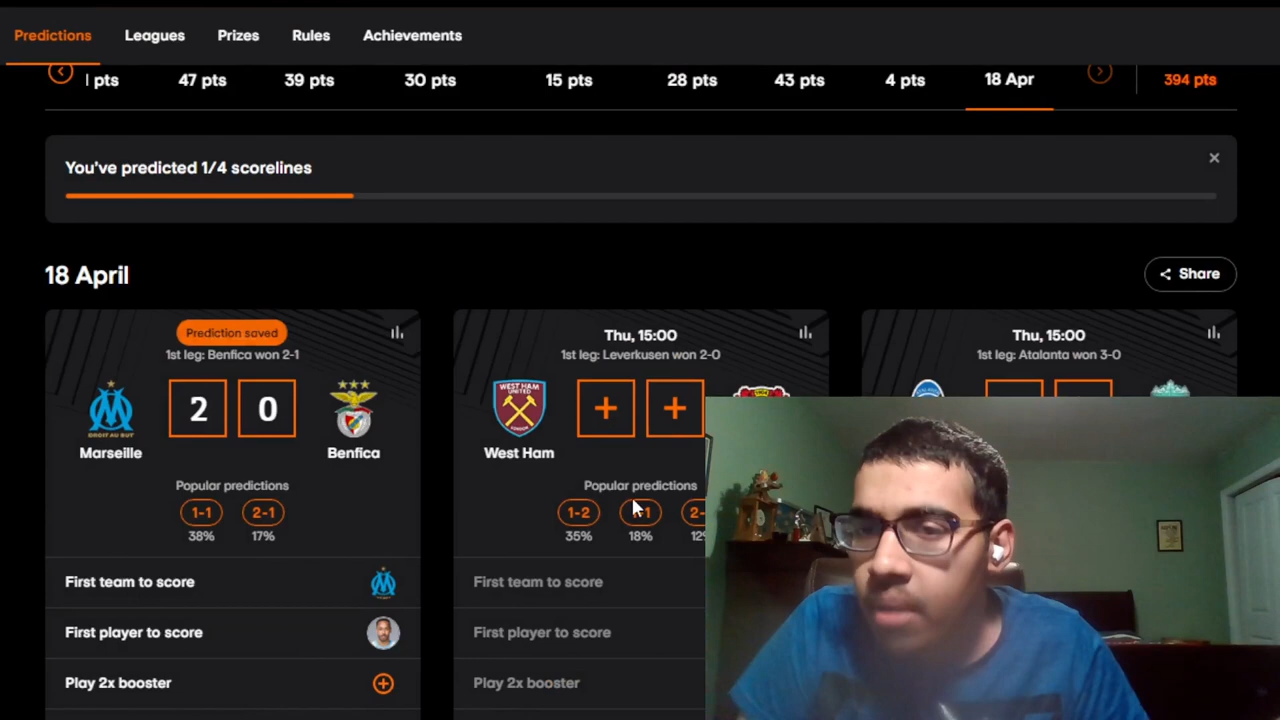 Predictions Leagues Prizes Rules Achievements
pts 47 pts 39 pts 30 pts 15 pts 28 pts 43 pts 4 pts 18 Apr 394 pts
You've predicted 1/4 scorelines
18 April
Share
Prediction saved
1st leg: Benfica won 2-1
2 0
Marseille Benfica
Popular predictions
1-1 2-1
38% 17%
First team to score
First player to score
Play 2x booster
Thu, 15:00
1st leg: Leverkusen won 2-0
WEST HAM UNITED
LONDON
+ +
West Ham
Popular predictions
1-2
35% 18%
First team to score
First player to score
Play 2x booster
Thu, 15:00
1st leg: Atalanta won 3-0